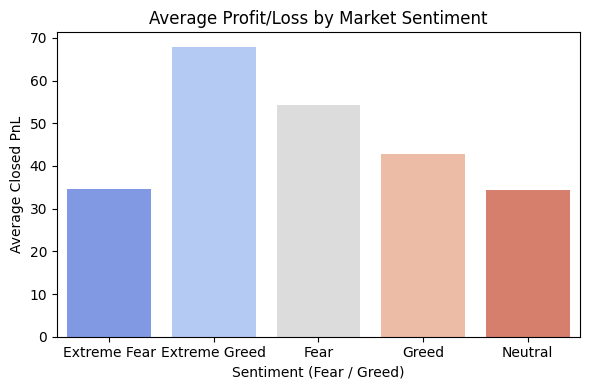 Average Profit/Loss by Market Sentiment
70
60
50
40
30
20
10
0
Average Closed PnL
Extreme Fear Extreme Greed Fear Greed Neutral
Sentiment (Fear / Greed)